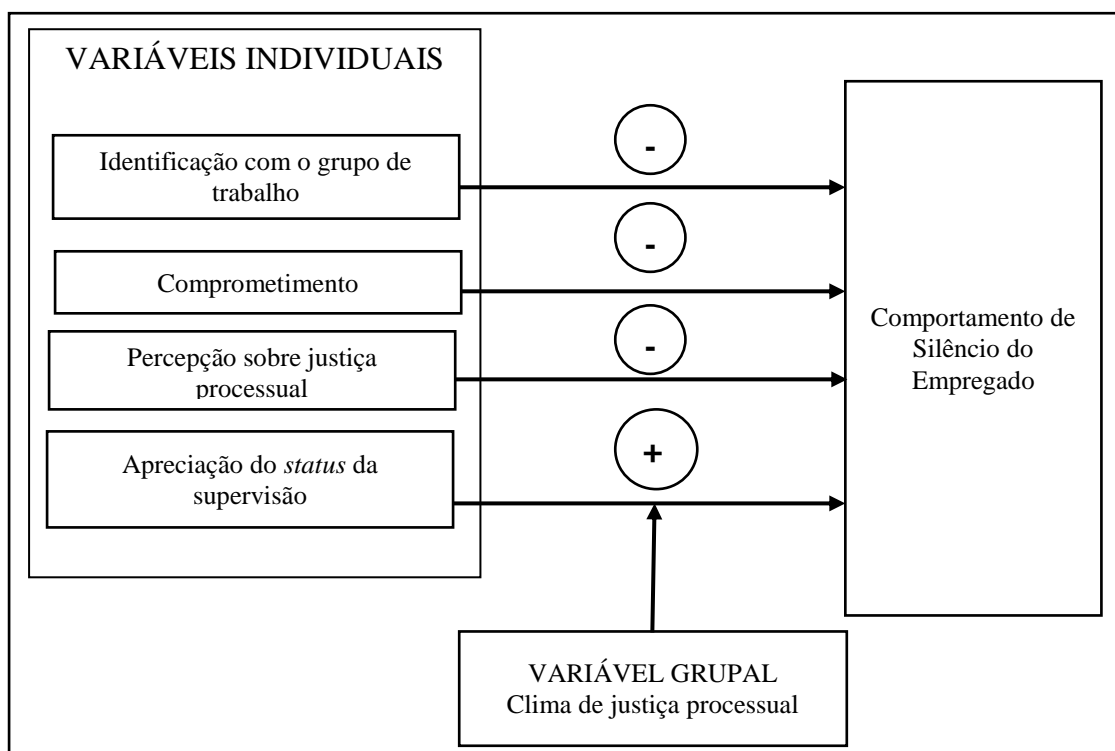 VARIÁVEIS INDIVIDUAIS
Identificação com o grupo de
trabalho
-
Comprometimento
-
Percepção sobre justiça
processual
-
Apreciação do status da
supervisão
+
Comportamento de
Silêncio do
Empregado
VARIÁVEL GRUPAL
Clima de justiça processual